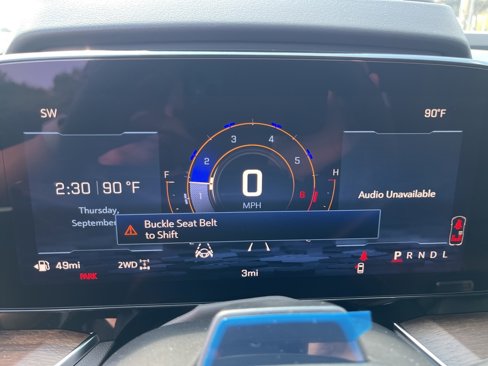 SW
90°F
3
4
2
5
1
6
F
H
0
MPH
2:30 | 90 °F
Thursday,
September
Audio Unavailable
Buckle Seat Belt
to Shift
49mi
PARK
2WD
3mi
P R N D L